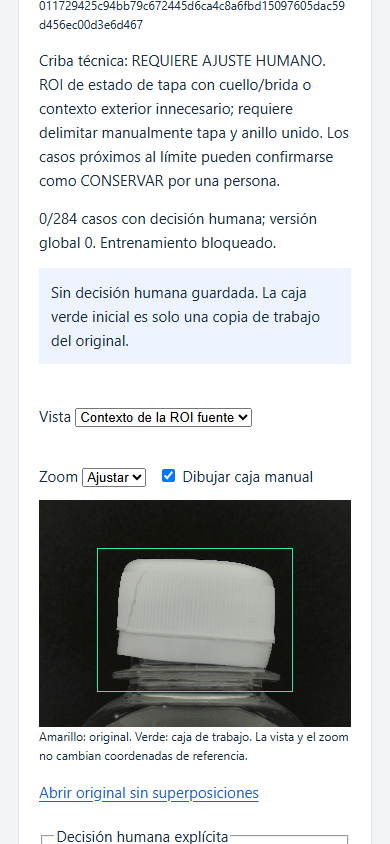 011729425c94bb79c672445d6ca4c8a6fbd15097605dac59
d456ec00d3e6d467
Criba técnica: REQUIERE AJUSTE HUMANO.
ROI de estado de tapa con cuello/brida o
contexto exterior innecesario; requiere
delimitar manualmente tapa y anillo unido. Los
casos próximos al límite pueden confirmarse
como CONSERVAR por una persona.
0/284 casos con decisión humana; versión
global 0. Entrenamiento bloqueado.
Sin decisión humana guardada. La caja
verde inicial es solo una copia de trabajo
del original.
Vista Contexto de la ROI fuente
Zoom Ajustar Dibujar caja manual
Amarillo: original. Verde: caja de trabajo. La vista y el zoom
no cambian coordenadas de referencia.
Abrir original sin superposiciones
Decisión humana explícita